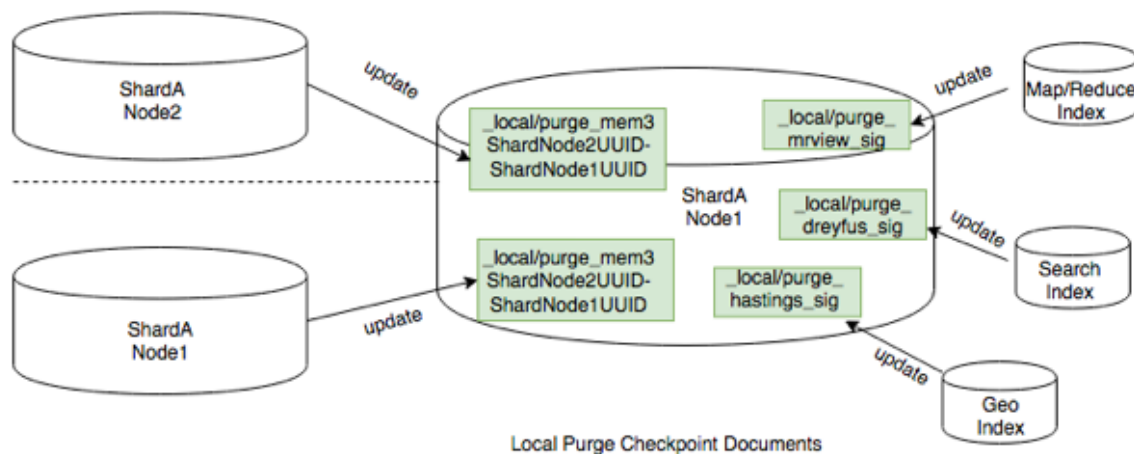 ShardA
Node2
update
_local/purge_mem3
ShardNode2UUID-
ShardNode1UUID
_local/purge_
mrview_sig
update
Map/Reduce
Index
ShardA
Node1
_local/purge_
dreyfus_sig
update
Search
Index
ShardA
Node1
update
_local/purge_mem3
ShardNode2UUID-
ShardNode1UUID
_local/purge_
hastings_sig
update
Geo
Index
Local Purge Checkpoint Documents